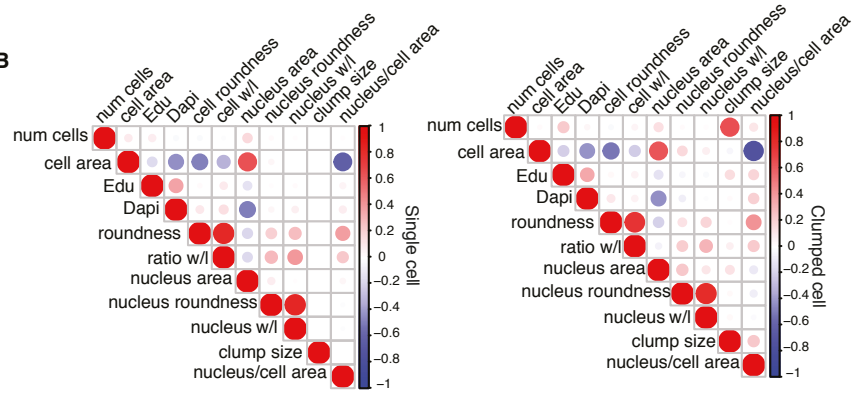 B
num cells
cell area
Edu
Dapi
cell roundness
cell w/l
nucleus area
nucleus roundness
nucleus w/l
clump size
nucleus/cell area
num cells
cell area
Edu
Dapi
roundness
ratio w/l
nucleus area
nucleus roundness
nucleus w/l
clump size
nucleus/cell area
1
0.8
0.6
0.4
0.2
0
−0.2
−0.4
−0.6
−0.8
−1
Single cell
num cells
cell area
Edu
Dapi
cell roundness
cell w/l
nucleus area
nucleus roundness
nucleus w/l
clump size
nucleus/cell area
num cells
cell area
Edu
Dapi
roundness
ratio w/l
nucleus area
nucleus roundness
nucleus w/l
clump size
nucleus/cell area
1
0.8
0.6
0.4
0.2
0
−0.2
−0.4
−0.6
−0.8
−1
Clumped cell